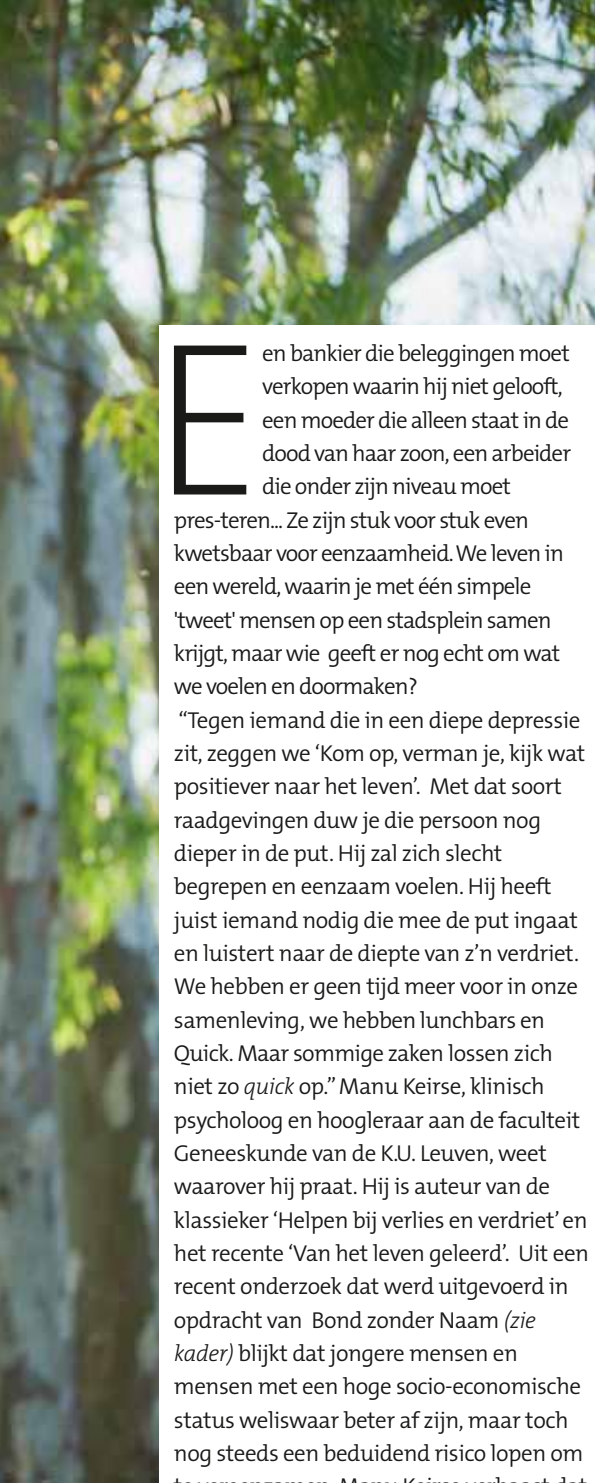 Een bankier die beleggingen moet
verkopen waarin hij niet gelooft,
een moeder die alleen staat in de
dood van haar zoon, een arbeider
die onder zijn niveau moet
pres-teren... Ze zijn stuk voor stuk even
kwetsbaar voor eenzaamheid. We leven in
een wereld, waarin je met één simpele
'tweet' mensen op een stadsplein samen
krijgt, maar wie geeft er nog echt om wat
we voelen en doormaken?
“Tegen iemand die in een diepe depressie
zit, zeggen we ‘Kom op, verman je, kijk wat
positiever naar het leven’. Met dat soort
raadgevingen duw je die persoon nog
dieper in de put. Hij zal zich slecht
begrepen en eenzaam voelen. Hij heeft
juist iemand nodig die mee de put ingaat
en luistert naar de diepte van z’n verdriet.
We hebben er geen tijd meer voor in onze
samenleving, we hebben lunchbars en
Quick. Maar sommige zaken lossen zich
niet zo quick op.” Manu Keirse, klinisch
psycholoog en hoogleraar aan de faculteit
Geneeskunde van de K.U. Leuven, weet
waarover hij praat. Hij is auteur van de
klassieker ‘Helpen bij verlies en verdriet’ en
het recente ‘Van het leven geleerd’. Uit een
recent onderzoek dat werd uitgevoerd in
opdracht van Bond zonder Naam (zie
kader) blijkt dat jongere mensen en
mensen met een hoge socio-economische
status weliswaar beter af zijn, maar toch
nog steeds een beduidend risico lopen om